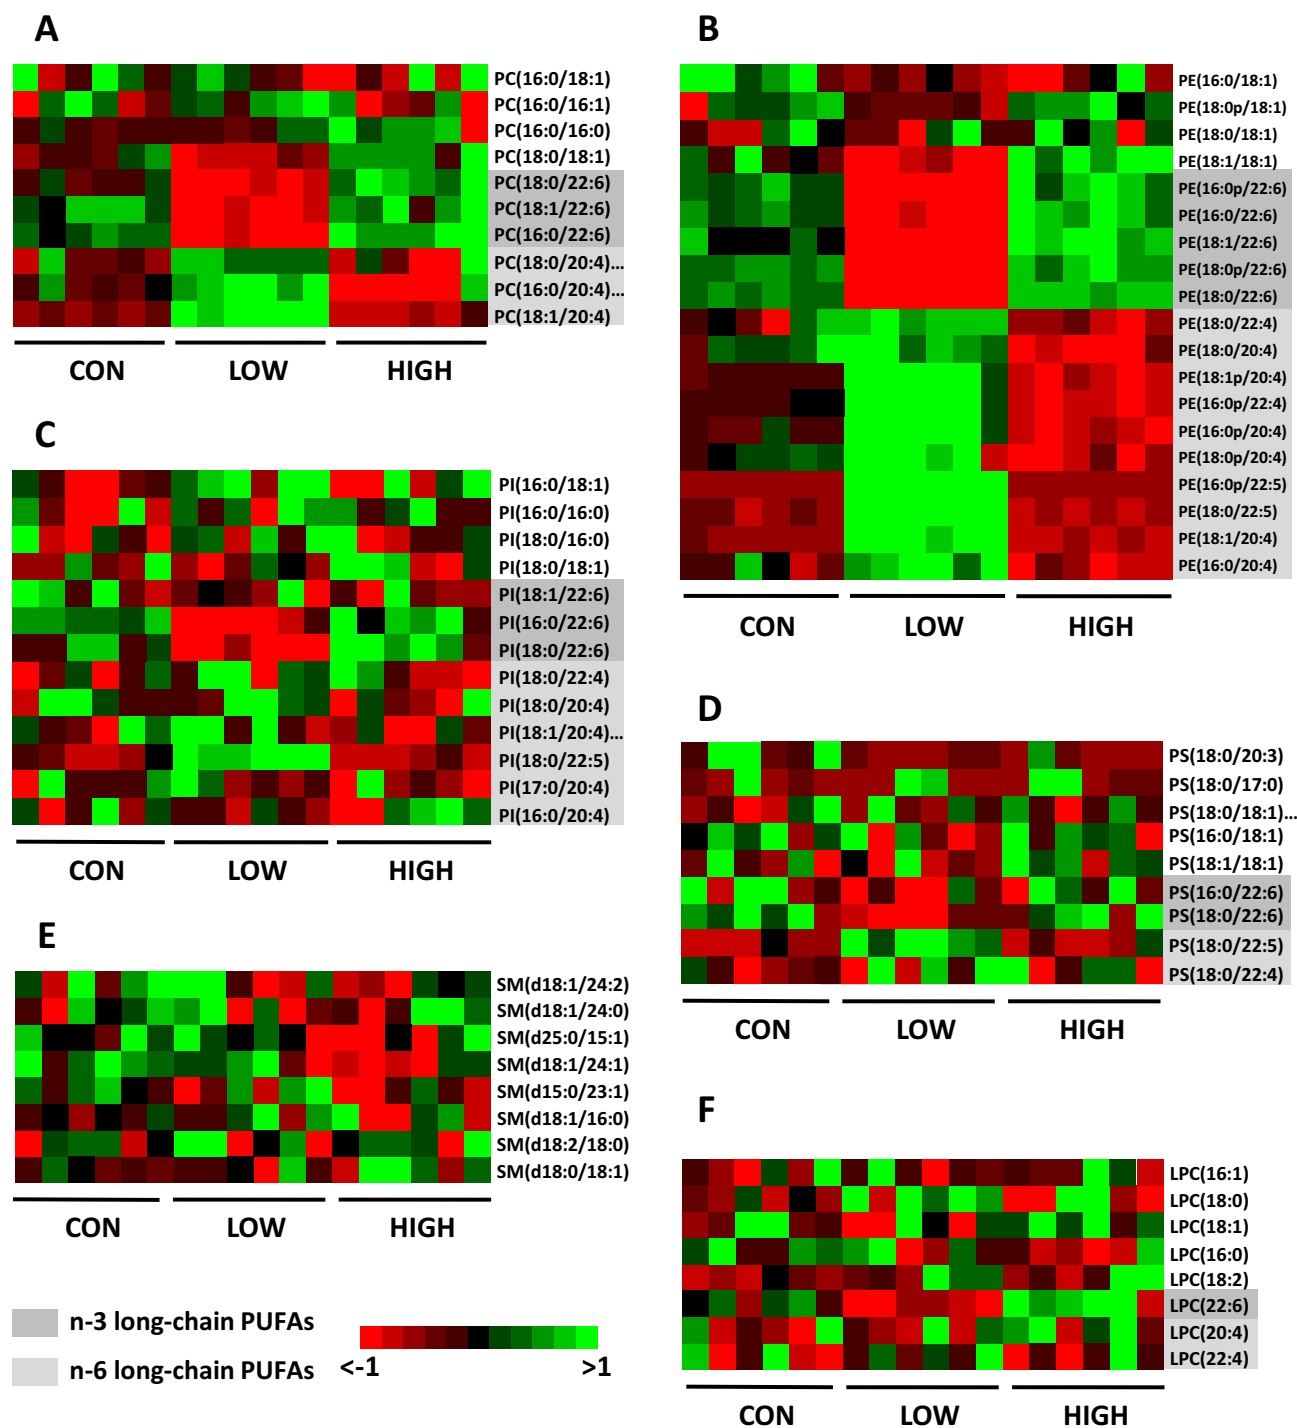 A
PC(16:0/18:1)
PC(16:0/16:1)
PC(16:0/16:0)
PC(18:0/18:1)
PC(18:0/22:6)
PC(18:1/22:6)
PC(16:0/22:6)
PC(18:0/20:4)...
PC(16:0/20:4)...
PC(18:1/20:4)
CON LOW HIGH
B
PE(16:0/18:1)
PE(18:0p/18:1)
PE(18:0/18:1)
PE(18:1/18:1)
PE(16:0p/22:6)
PE(16:0/22:6)
PE(18:1/22:6)
PE(18:0p/22:6)
PE(18:0/22:6)
PE(18:0/22:4)
PE(18:0/20:4)
PE(18:1p/20:4)
PE(16:0p/22:4)
PE(16:0p/20:4)
PE(18:0p/20:4)
PE(16:0p/22:5)
PE(18:0/22:5)
PE(18:1/20:4)
PE(16:0/20:4)
CON LOW HIGH
C
PI(16:0/18:1)
PI(16:0/16:0)
PI(18:0/16:0)
PI(18:0/18:1)
PI(18:1/22:6)
PI(16:0/22:6)
PI(18:0/22:6)
PI(18:0/22:4)
PI(18:0/20:4)
PI(18:1/20:4)...
PI(18:0/22:5)
PI(17:0/20:4)
PI(16:0/20:4)
CON LOW HIGH
D
PS(18:0/20:3)
PS(18:0/17:0)
PS(18:0/18:1)...
PS(16:0/18:1)
PS(18:1/18:1)
PS(16:0/22:6)
PS(18:0/22:6)
PS(18:0/22:5)
PS(18:0/22:4)
CON LOW HIGH
E
SM(d18:1/24:2)
SM(d18:1/24:0)
SM(d25:0/15:1)
SM(d18:1/24:1)
SM(d15:0/23:1)
SM(d18:1/16:0)
SM(d18:2/18:0)
SM(d18:0/18:1)
CON LOW HIGH
F
LPC(16:1)
LPC(18:0)
LPC(18:1)
LPC(16:0)
LPC(18:2)
LPC(22:6)
LPC(20:4)
LPC(22:4)
CON LOW HIGH
n-3 long-chain PUFAs
n-6 long-chain PUFAs
<-1 >1